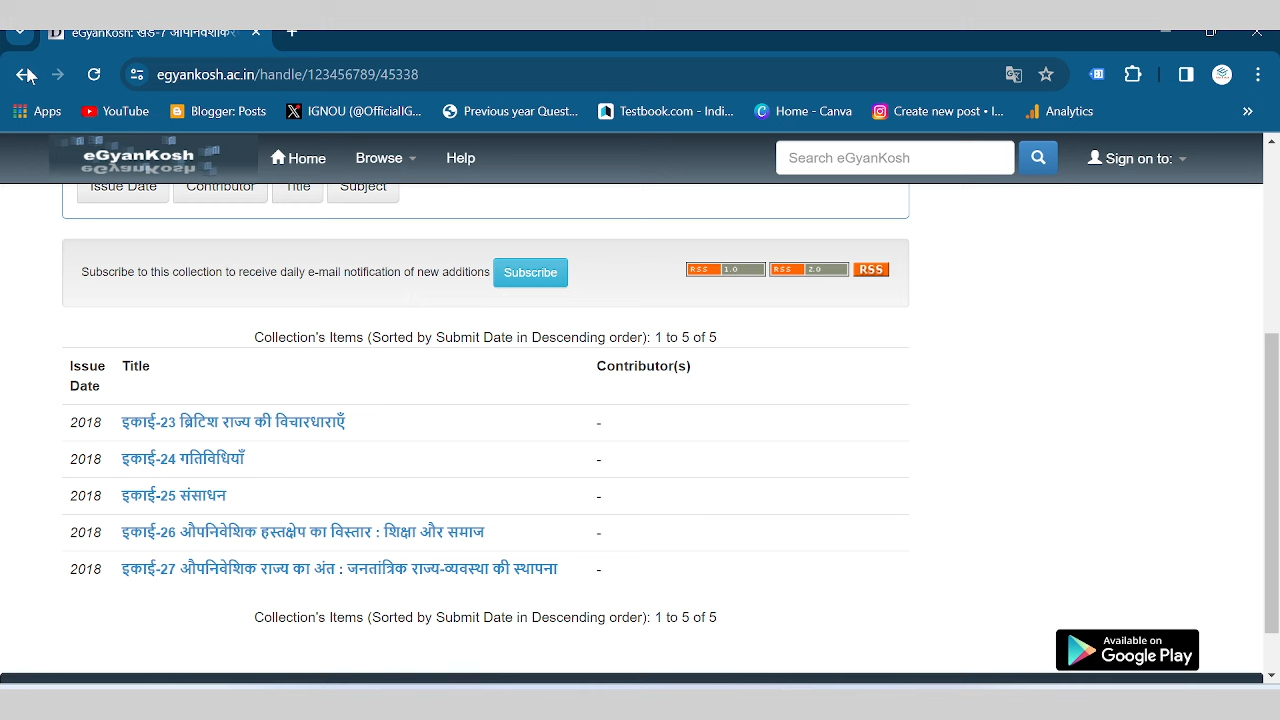 eGyanKosh: खंड-7 औपनिवेशिक
egyankosh.ac.in/handle/123456789/45338
Apps YouTube Blogger: Posts IGNOU (@OfficialIG... Previous year Quest... Testbook.com - Indi... Home - Canva Create new post • I... Analytics »
eGyanKosh Home Browse Help Search eGyanKosh Sign on to:
Issue Date Contributor Title Subject
Subscribe to this collection to receive daily e-mail notification of new additions Subscribe RSS 1.0 RSS 2.0 RSS
Collection's Items (Sorted by Submit Date in Descending order): 1 to 5 of 5
Issue Date Title Contributor(s)
2018 इकाई-23 ब्रिटिश राज्य की विचारधाराएँ -
2018 इकाई-24 गतिविधियाँ -
2018 इकाई-25 संसाधन -
2018 इकाई-26 औपनिवेशिक हस्तक्षेप का विस्तार : शिक्षा और समाज -
2018 इकाई-27 औपनिवेशिक राज्य का अंत : जनतांत्रिक राज्य-व्यवस्था की स्थापना -
Collection's Items (Sorted by Submit Date in Descending order): 1 to 5 of 5
Available on
Google Play